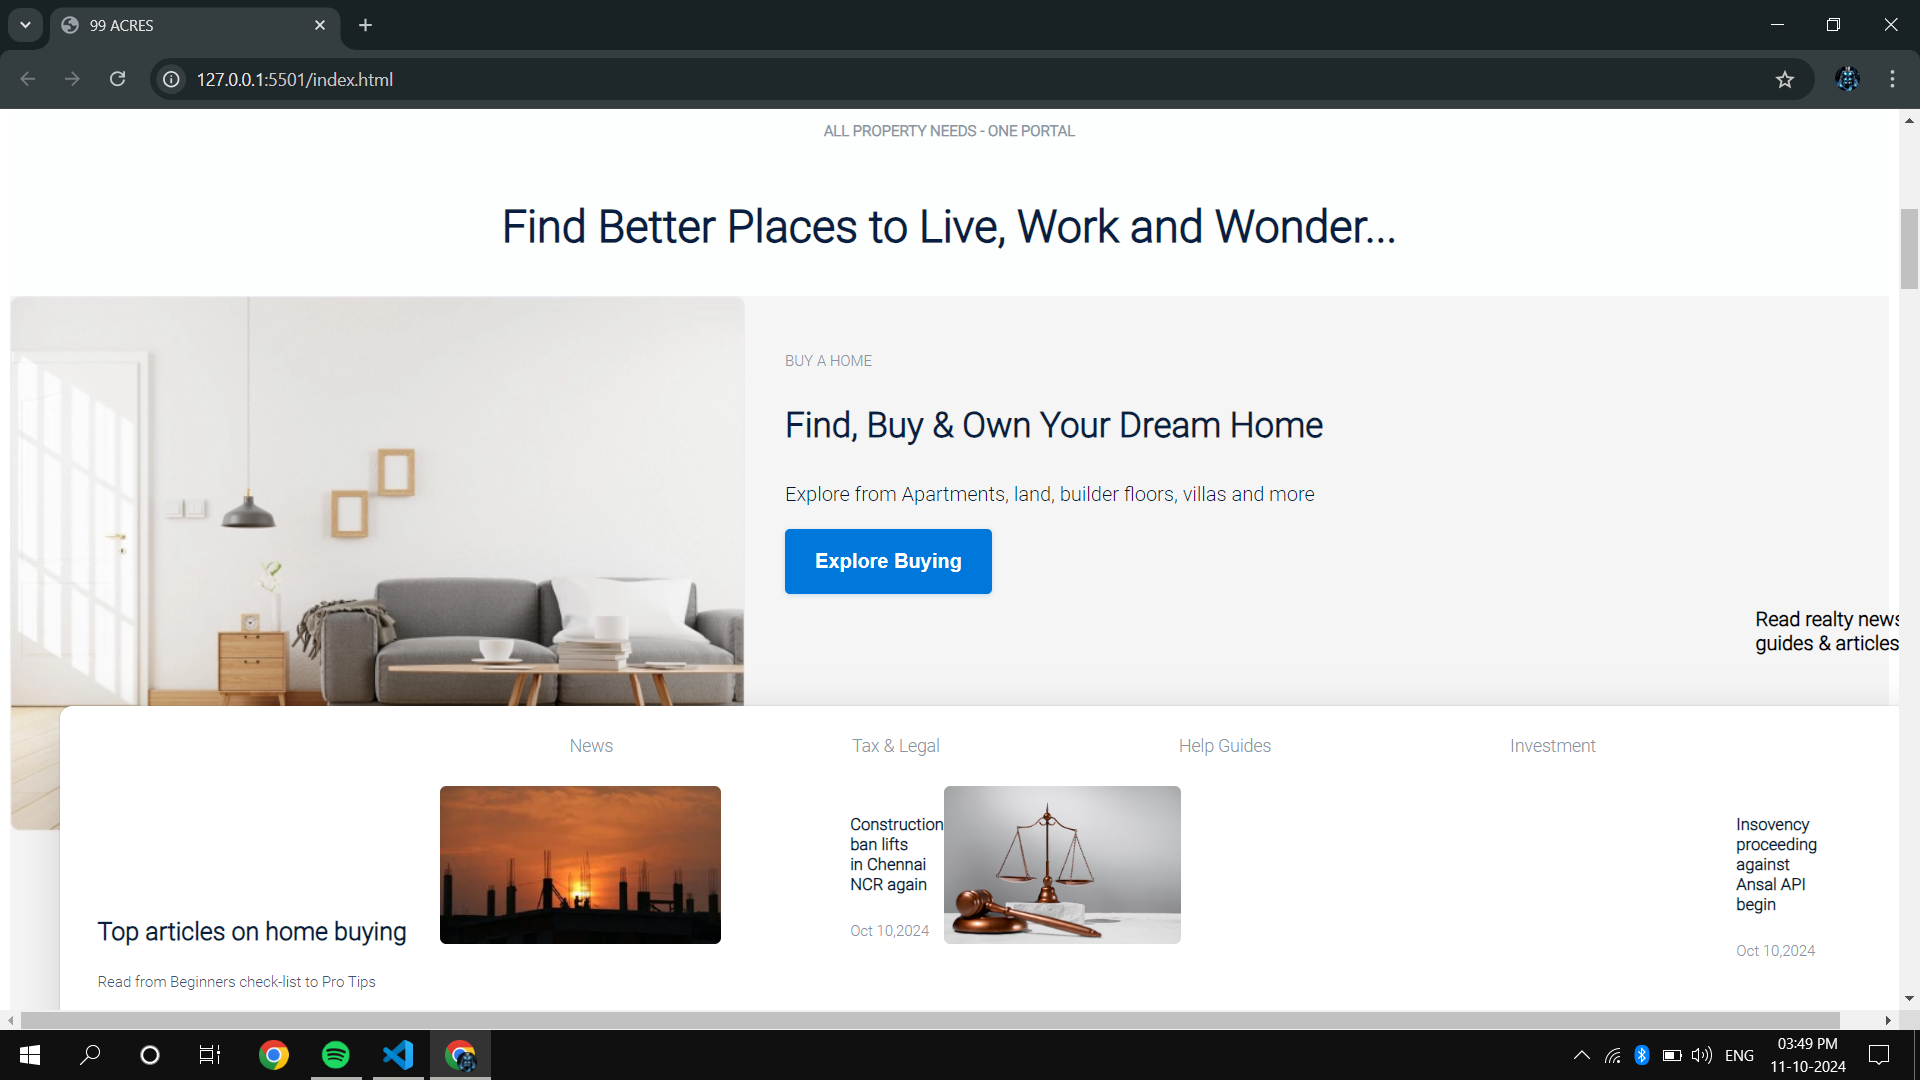 99 ACRES
127.0.0.1:5501/index.html
ALL PROPERTY NEEDS - ONE PORTAL
Find Better Places to Live, Work and Wonder...
BUY A HOME
Find, Buy & Own Your Dream Home
Explore from Apartments, land, builder floors, villas and more
Explore Buying
Read realty news
guides & articles
News
Tax & Legal
Help Guides
Investment
Construction
ban lifts
in Chennai
NCR again
Oct 10,2024
Insovency
proceeding
against
Ansal API
begin
Oct 10,2024
Top articles on home buying
Read from Beginners check-list to Pro Tips
ENG
03:49 PM
11-10-2024